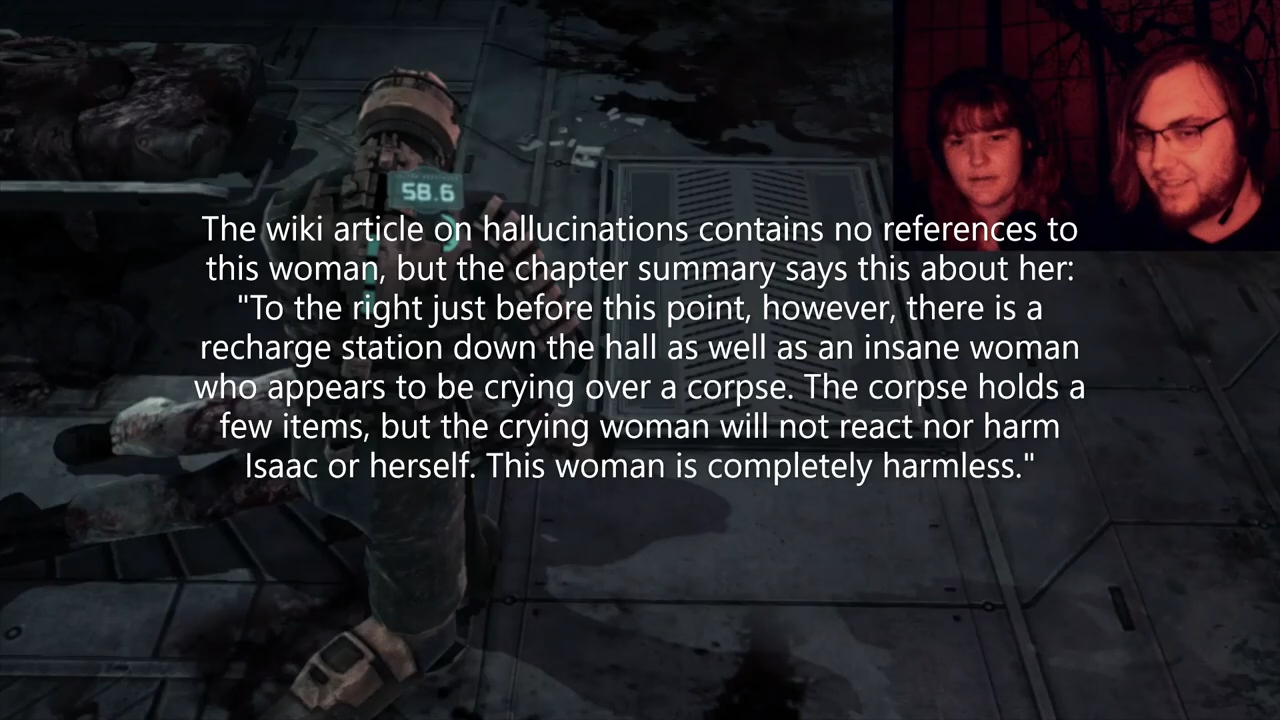 58.6
The wiki article on hallucinations contains no references to
this woman, but the chapter summary says this about her:
"To the right just before this point, however, there is a
recharge station down the hall as well as an insane woman
who appears to be crying over a corpse. The corpse holds a
few items, but the crying woman will not react nor harm
Isaac or herself. This woman is completely harmless."